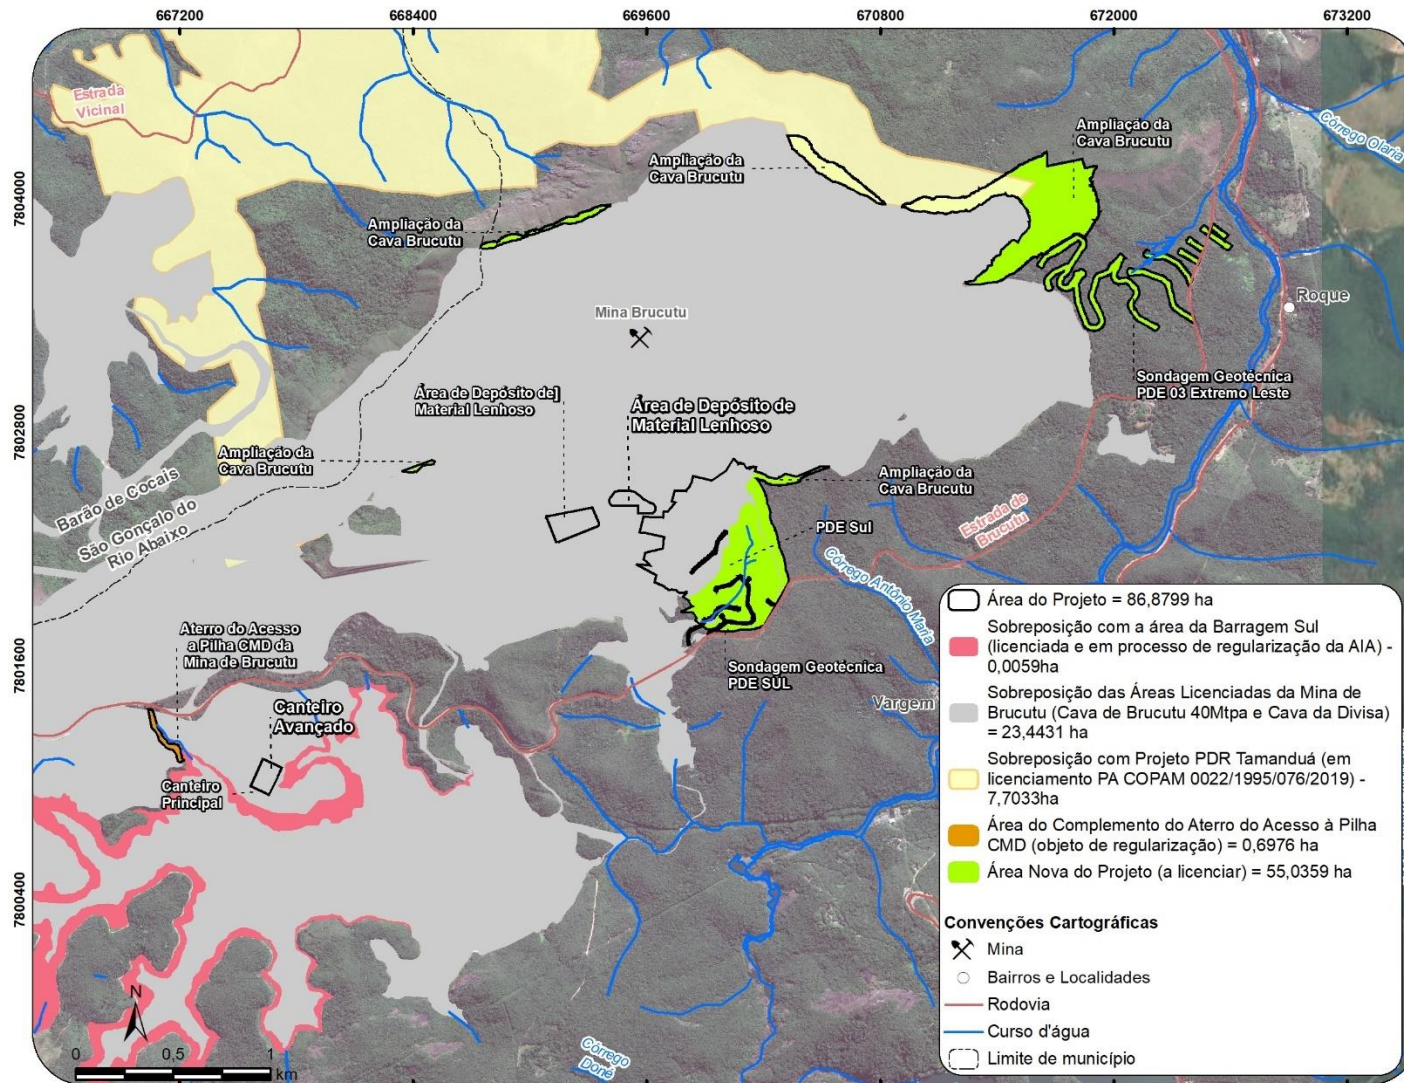 667200
668400
669600
670800
672000
673200
7804000
7802800
7801600
7800400
Estrada
Vicinal
Ampliação da
Cava Brucutu
Ampliação da
Cava Brucutu
Ampliação da
Cava Brucutu
Córrego Olaria
Roque
Mina Brucutu
Sondagem Geotécnica
PDE 03 Extremo Leste
Área de Depósito de]
Material Lenhoso
Área de Depósito de
Material Lenhoso
Ampliação da
Cava Brucutu
Ampliação da
Cava Brucutu
Barão de Cocais
São Gonçalo do
Rio Abaixo
PDE Sul
Estrada de
Brucutu
Córrego Antônio Maria
Aterro do Acesso
a Pilha CMD da
Mina de Brucutu
Sondagem Geotécnica
PDE SUL
Vargem
Canteiro
Avançado
Canteiro
Principal
Córrego
Doné
N
0 0,5 1
km
Área do Projeto = 86,8799 ha
Sobreposição com a área da Barragem Sul
(licenciada e em processo de regularização da AIA) -
0,0059ha
Sobreposição das Áreas Licenciadas da Mina de
Brucutu (Cava de Brucutu 40Mtpa e Cava da Divisa)
= 23,4431 ha
Sobreposição com Projeto PDR Tamanduá (em
licenciamento PA COPAM 0022/1995/076/2019) -
7,7033ha
Área do Complemento do Aterro do Acesso à Pilha
CMD (objeto de regularização) = 0,6976 ha
Área Nova do Projeto (a licenciar) = 55,0359 ha
Convenções Cartográficas
Mina
Bairros e Localidades
Rodovia
Curso d'água
Limite de município